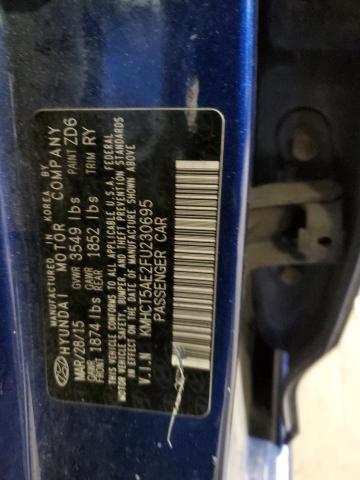 MANUFACTURED IN KOREA BY
HYUNDAI MOTOR COMPANY
MAR/28/15 GVWR 3549 lbs PAINT ZD6
GAWR FRONT 1874 lbs GAWR REAR 1852 lbs TRIM RY
THIS VEHICLE CONFORMS TO ALL APPLICABLE U.S.A FEDERAL
MOTOR VEHICLE SAFETY, BUMPER, AND THEFT PREVENTION STANDARDS
IN EFFECT ON THE DATE OF MANUFACTURE SHOWN ABOVE.
V.I.N KMHCT5AE2FU230695
PASSENGER CAR